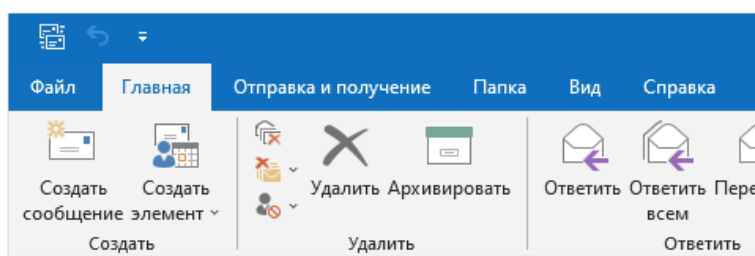 Файл Главная Отправка и получение Папка Вид Справка
Создать сообщение
Создать элемент
Удалить Архивировать
Ответить
Ответить всем
Создать Удалить Ответить